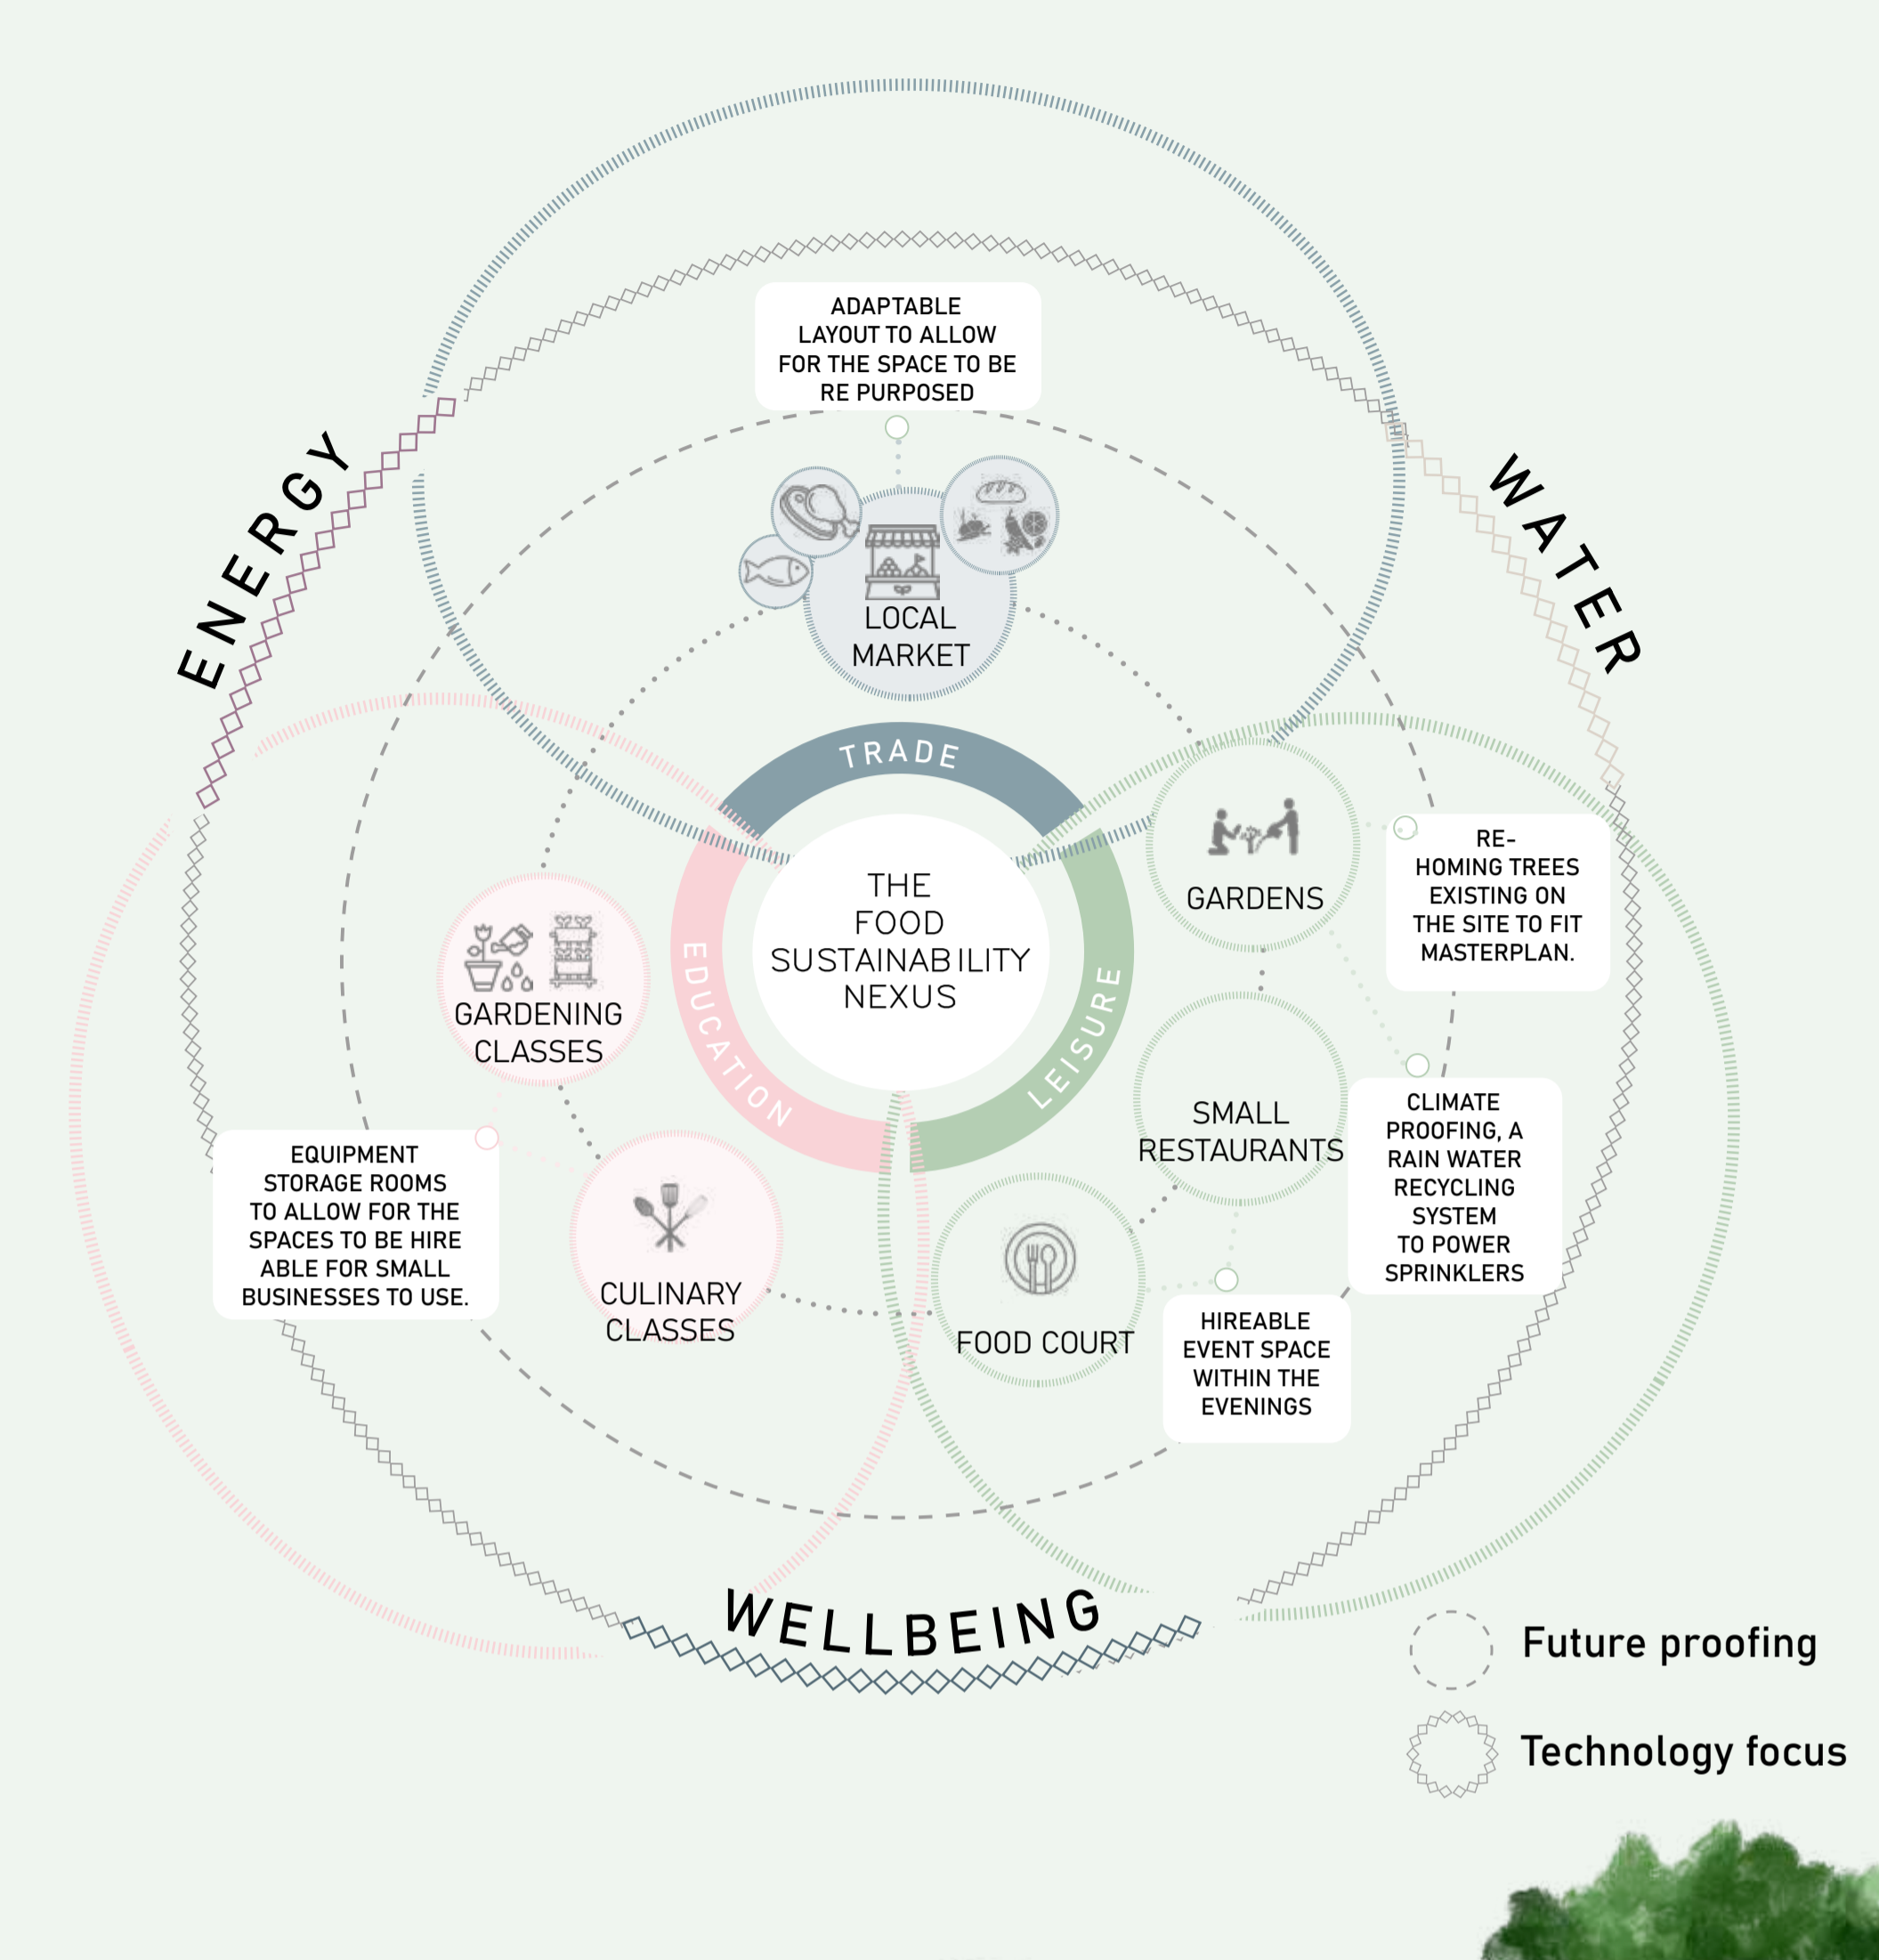 ADAPTABLE
LAYOUT TO ALLOW
FOR THE SPACE TO BE
RE PURPOSED
ENERGY
WATER
LOCAL
MARKET
TRADE
THE
FOOD
SUSTAINABILITY
NEXUS
EDUCATION
LEISURE
GARDENS
RE-
HOMING TREES
EXISTING ON
THE SITE TO FIT
MASTERPLAN.
GARDENING
CLASSES
SMALL
RESTAURANTS
CLIMATE
PROOFING, A
RAIN WATER
RECYCLING
SYSTEM
TO POWER
SPRINKLERS
EQUIPMENT
STORAGE ROOMS
TO ALLOW FOR THE
SPACES TO BE HIRE
ABLE FOR SMALL
BUSINESSES TO USE.
CULINARY
CLASSES
FOOD COURT
HIREABLE
EVENT SPACE
WITHIN THE
EVENINGS
WELLBEING
Future proofing
Technology focus